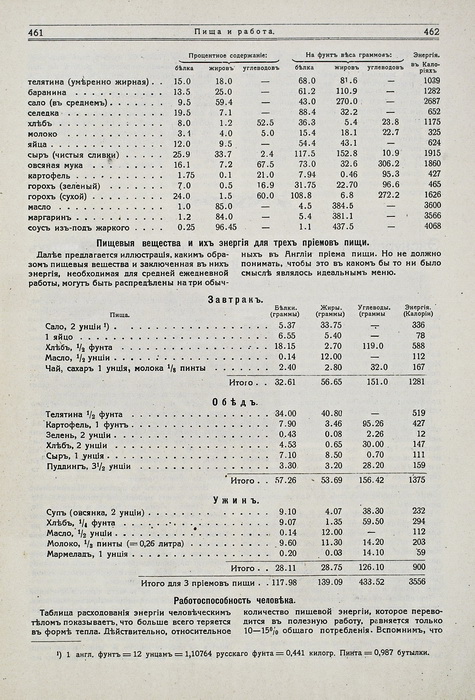 461 Пища и работа. 462
Процентное содержаніе: На фунтъ вѣса граммовъ: Энергія.
бѣлка жировъ углеводовъ бѣлка жировъ углеводовъ въ Кало-
ріяхъ
телятина (умѣренно жирная) . . 15.0 18.0 — 68.0 81.6 — 1039
баранина . . . . . . . . . . 13.5 25.0 — 61.2 110.9 — 1282
сало (въ среднемъ) . . . . . . . 9.5 59.4 — 43.0 270.0 — 2687
селедка . . . . . . . . . . 19.5 7.1 — 88.4 32.2 — 652
хлѣбъ . . . . . . . . . . 8.0 1.2 52.5 36.3 5.4 23.8 1175
молоко . . . . . . . . . . 3.1 4.0 5.0 15.4 18.1 22.7 325
яйца . . . . . . . . . . 12.0 9.5 — 54.4 43.1 — 624
сыръ (чистыя сливки) . . . . . 25.9 33.7 2.4 117.5 152.8 10.9 1915
овсяная мука . . . . . . . . 16.1 7.2 67.5 73.0 32.6 306.2 1860
картофель . . . . . . . . . 1.75 0.1 21.0 7.94 0.46 95.3 427
горохъ (зеленый) . . . . . . 7.0 0.5 16.9 31.75 22.70 96.6 465
горохъ (сухой) . . . . . . . 24.0 1.5 60.0 108.8 6.8 272.2 1626
масло . . . . . . . . . . 1.0 85.0 — 4.5 384.5 — 3600
маргаринъ . . . . . . . . . 1.2 84.0 — 5.4 381.1 — 3566
соусъ изъ-подъ жаркого . . . . 0.25 96.45 — 1.1 437.5 — 4068
Пищевыя вещества и ихъ энергія для трехъ пріемовъ пищи.
Далѣе предлагается иллюстрація, какимъ обра-
зомъ пищевыя вещества и заключенная въ нихъ
энергія, необходимая для средней ежедневной
работы, могутъ быть распредѣлены на три обыч-
ныхъ въ Англіи пріема пищи. Но не должно
понимать, чтобы это въ какомъ бы то ни было
смыслѣ являлось идеальнымъ меню.
Завтракъ.
Пища. Бѣлки. Жиры. Углеводы. Энергія.
(граммы) (граммы) (граммы) (Калоріи)
Сало, 2 унціи ¹) . . . . . . . . . . 5.37 33.75 — 336
1 яйцо . . . . . . . . . . 6.55 5.40 — 78
Хлѣбъ, ½ фунта . . . . . . . . . . 18.15 2.70 119.0 588
Масло, ½ унціи . . . . . . . . . . 0.14 12.00 — 112
Чай, сахаръ 1 унція, молока ⅛ пинты . . . . 2.40 2.80 32.0 167
Итого . . 32.61 56.65 151.0 1281
Обѣдъ.
Телятина ½ фунта . . . . . . . . . . 34.00 40.80 — 519
Картофель, 1 фунтъ . . . . . . . . . . 7.90 3.46 95.26 427
Зелень, 2 унціи . . . . . . . . . . 0.43 0.08 2.26 12
Хлѣбъ, 2 унціи . . . . . . . . . . 4.53 0.65 30.00 147
Сыръ, 1 унція . . . . . . . . . . 7.10 8.50 0.70 111
Пуддингъ, 3½ унціи . . . . . . . . . . 3.30 3.20 28.20 159
Итого . . 57.26 53.69 156.42 1375
Ужинъ.
Супъ (овсянка, 2 унціи) . . . . . . . . . . 9.10 4.07 38.30 232
Хлѣбъ, ¼ фунта . . . . . . . . . . 9.07 1.35 59.50 294
Масло, ½ унціи . . . . . . . . . . 0.14 12.00 — 112
Молоко, ½ пинты (=0,26 литра) . . . . . . 9.60 11.30 14.20 203
Мармеладъ, 1 унція . . . . . . . . . . 0.20 0.03 14.10 59
Итого . . 28.11 28.75 126.10 900
Итого для 3 пріемовъ пищи . . 117.98 139.09 433.52 3556
Работоспособность человѣка.
Таблица расходованія энергіи человѣческимъ
тѣломъ показываетъ, что больше всего теряется
въ формѣ тепла. Дѣйствительно, относительное
количество пищевой энергіи, которое перево-
дится въ полезную работу, равняется только
10—15% общаго потребленія. Вспомнимъ, что
¹) 1 англ. фунтъ = 12 унцамъ = 1,10764 русскаго фунта = 0,441 килогр. Пинта = 0,987 бутылки.